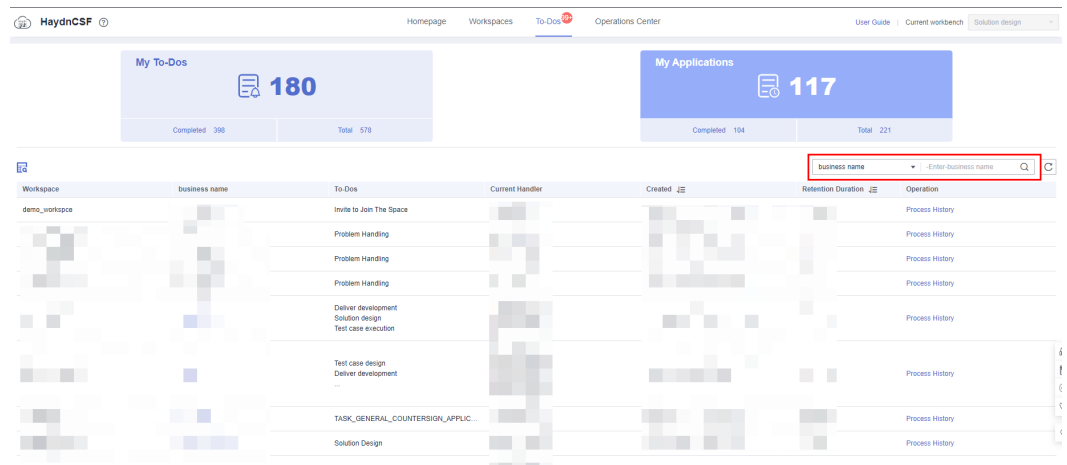 HaydnCSF
Homepage
Workspaces
To-Dos
99+
Operations Center
User Guide
Current workbench
Solution design
My To-Dos
180
Completed 398
Total 578
My Applications
117
Completed 104
Total 221
business name
-Enter-business name
Workspace
business name
To-Dos
Current Handler
Created
Retention Duration
Operation
demo_workspce
Invite to Join The Space
Process History
Problem Handling
Process History
Problem Handling
Process History
Problem Handling
Process History
Deliver development
Solution design
Test case execution
Process History
Test case design
Deliver development
...
Process History
TASK_GENERAL_COUNTERSIGN_APPLIC...
Process History
Solution Design
Process History